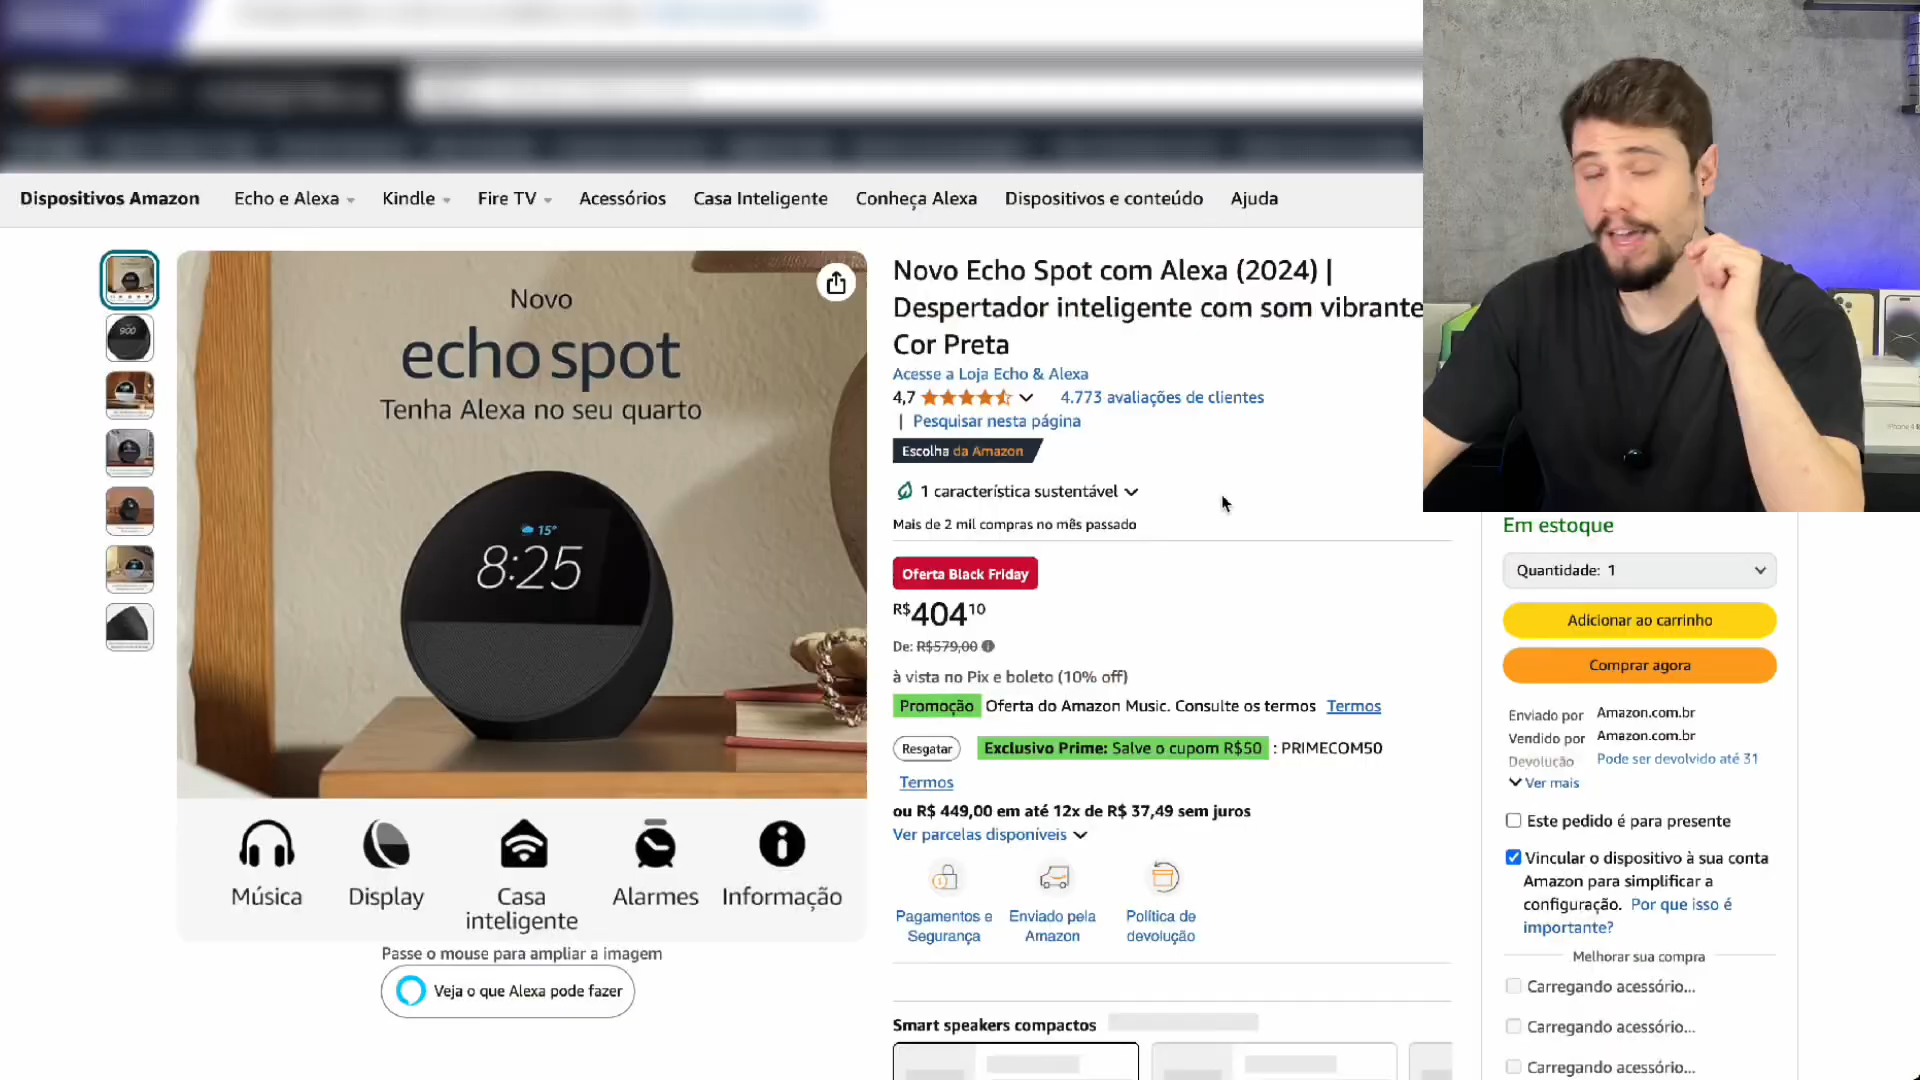 Dispositivos Amazon
Echo e Alexa
Kindle
Fire TV
Acessórios
Casa Inteligente
Conheça Alexa
Dispositivos e conteúdo
Ajuda
Novo
echo spot
Tenha Alexa no seu quarto
15°
8:25
Música
Display
Casa inteligente
Alarmes
Informação
Passe o mouse para ampliar a imagem
Veja o que Alexa pode fazer
Novo Echo Spot com Alexa (2024) |
Despertador inteligente com som vibrante
Cor Preta
Acesse a Loja Echo & Alexa
4,7 4.773 avaliações de clientes
| Pesquisar nesta página
Escolha da Amazon
1 característica sustentável
Mais de 2 mil compras no mês passado
Oferta Black Friday
R$40410
De: R$579,00
à vista no Pix e boleto (10% off)
Promoção Oferta do Amazon Music. Consulte os termos Termos
Resgatar Exclusivo Prime: Salve o cupom R$50 : PRIMECOM50
Termos
ou R$ 449,00 em até 12x de R$ 37,49 sem juros
Ver parcelas disponíveis
Pagamentos e
Segurança
Enviado pela
Amazon
Política de
devolução
Smart speakers compactos
Em estoque
Quantidade: 1
Adicionar ao carrinho
Comprar agora
Enviado por Amazon.com.br
Vendido por Amazon.com.br
Devolução Pode ser devolvido até 31
Ver mais
Este pedido é para presente
Vincular o dispositivo à sua conta
Amazon para simplificar a
configuração. Por que isso é
importante?
Melhorar sua compra
Carregando acessório...
Carregando acessório...
Carregando acessório...